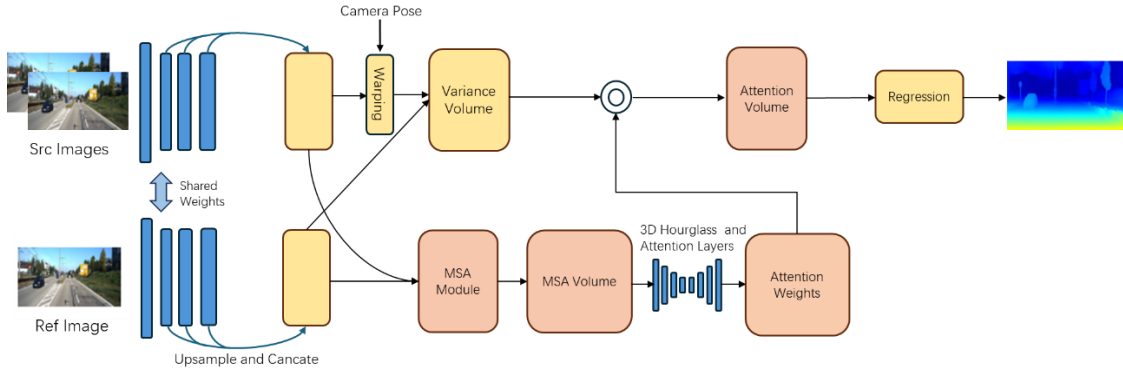 Camera Pose
Warping
Variance
Volume
Attention
Volume
Regression
Src Images
Shared
Weights
3D Hourglass and
Attention Layers
MSA
Module
MSA Volume
Attention
Weights
Ref Image
Upsample and Cancate